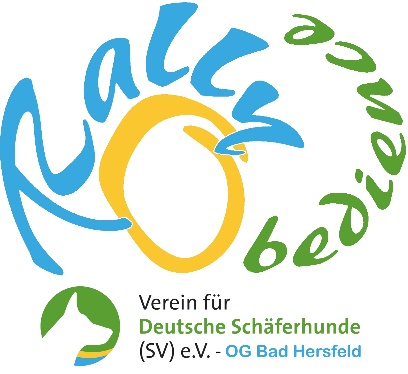 Rally
Obedience
Verein für
Deutsche Schäferhunde
(SV) e.V. - OG Bad Hersfeld